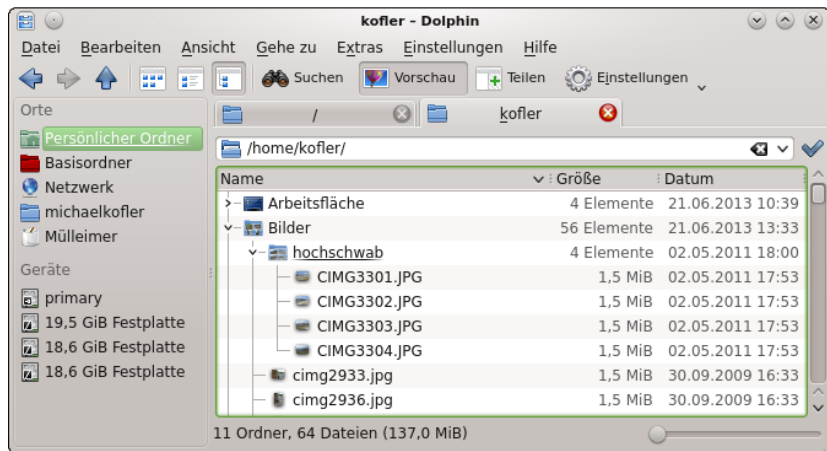 kofler - Dolphin
Datei Bearbeiten Ansicht Gehe zu Extras Einstellungen Hilfe
Suchen Vorschau Teilen Einstellungen
Orte
Persönlicher Ordner
Basisordner
Netzwerk
michaelkofler
Mülleimer
Geräte
primary
19,5 GiB Festplatte
18,6 GiB Festplatte
18,6 GiB Festplatte
/ kofler
/home/kofler/
Name Größe Datum
Arbeitsfläche 4 Elemente 21.06.2013 10:39
Bilder 56 Elemente 21.06.2013 13:33
hochschwab 4 Elemente 02.05.2011 18:00
CIMG3301.JPG 1,5 MiB 02.05.2011 17:53
CIMG3302.JPG 1,5 MiB 02.05.2011 17:53
CIMG3303.JPG 1,5 MiB 02.05.2011 17:53
CIMG3304.JPG 1,5 MiB 02.05.2011 17:53
cimg2933.jpg 1,5 MiB 30.09.2009 16:33
cimg2936.jpg 1,5 MiB 30.09.2009 16:33
11 Ordner, 64 Dateien (137,0 MiB)